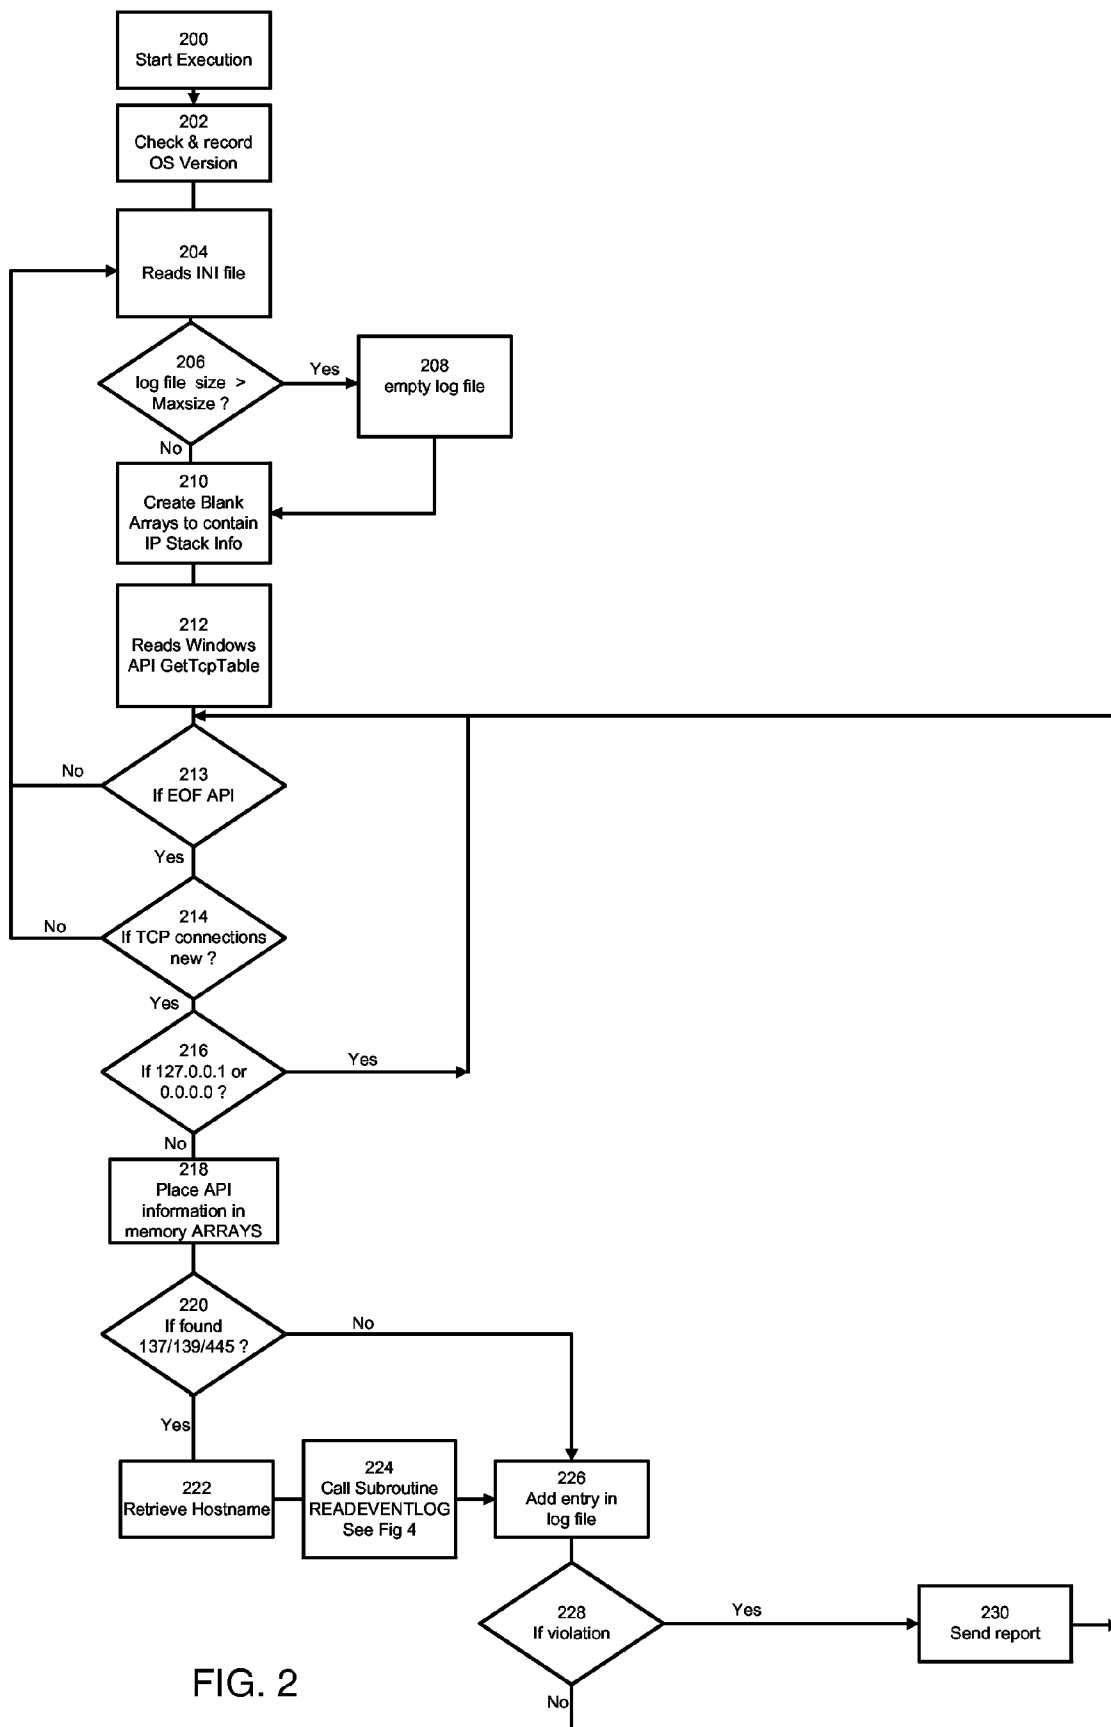 200
Start Execution
202
Check & record
OS Version
204
Reads INI file
206
log file size >
Maxsize ?
Yes
208
empty log file
No
210
Create Blank
Arrays to contain
IP Stack Info
212
Reads Windows
API GetTcpTable
213
If EOF API
No
Yes
214
If TCP connections
new ?
No
Yes
216
If 127.0.0.1 or
0.0.0.0 ?
Yes
No
218
Place API
information in
memory ARRAYS
220
If found
137/139/445 ?
No
Yes
222
Retrieve Hostname
224
Call Subroutine
READEVENTLOG
See Fig 4
226
Add entry in
log file
228
If violation
Yes
230
Send report
No
FIG. 2